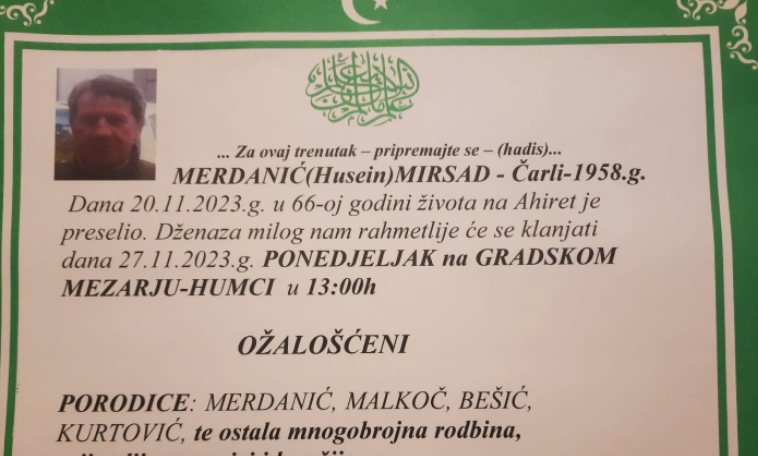 ... Za ovaj trenutak – pripremajte se – (hadis)...
MERDANIĆ(Husein)MIRSAD - Čarli-1958.g.
Dana 20.11.2023.g. u 66-oj godini života na Ahiret je
preselio. Dženaza milog nam rahmetlije će se klanjati
dana 27.11.2023.g. PONEDJELJAK na GRADSKOM
MEZARJU-HUMCI u 13:00h
OŽALOŠĆENI
PORODICE: MERDANIĆ, MALKOČ, BEŠIĆ,
KURTOVIĆ, te ostala mnogobrojna rodbina,